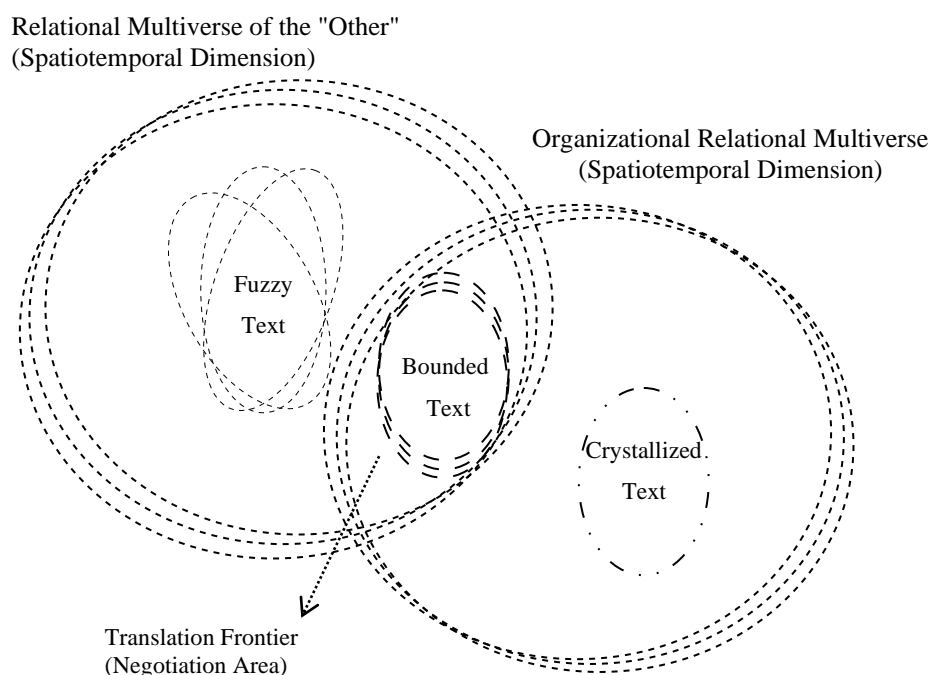 Relational Multiverse of the "Other"
(Spatiotemporal Dimension)
Organizational Relational Multiverse
(Spatiotemporal Dimension)
Fuzzy
Text
Bounded
Text
Crystallized
Text
Translation Frontier
(Negotiation Area)